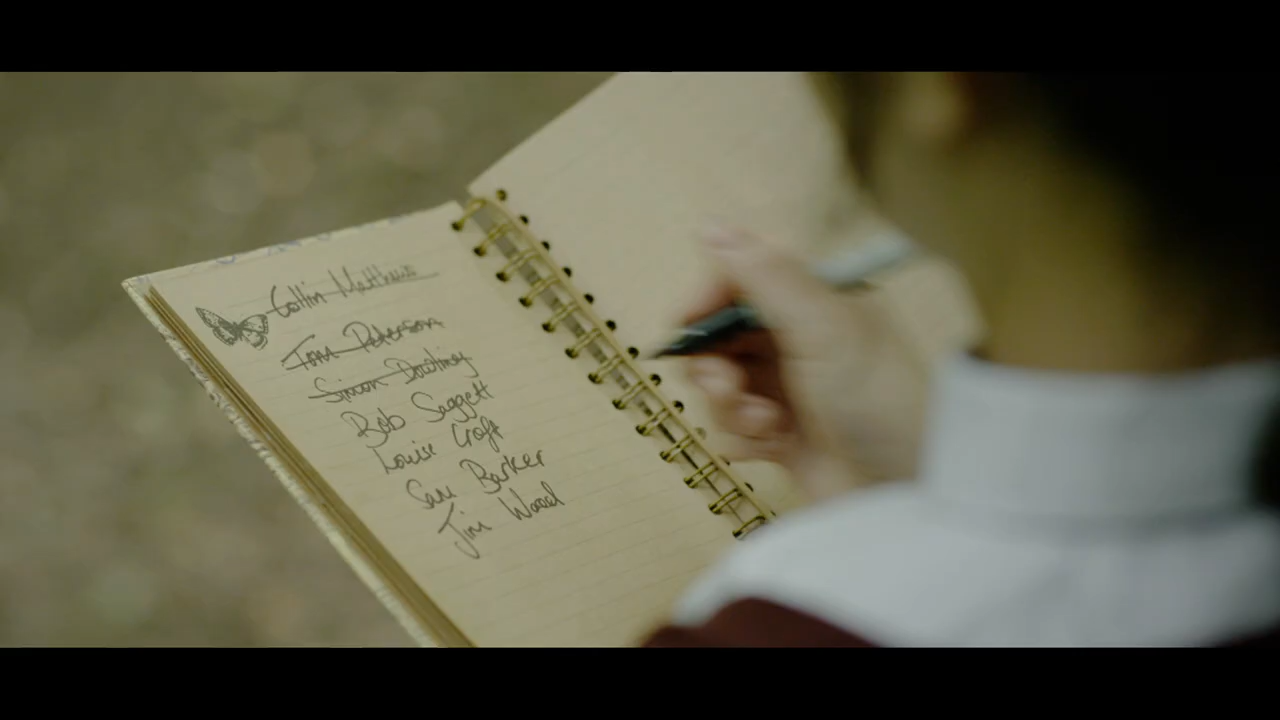 Collin Matthews
Tom Peterson
Simon Dowling
Bob Saggett
Louise Croft
Sam Barker
Jim Wood